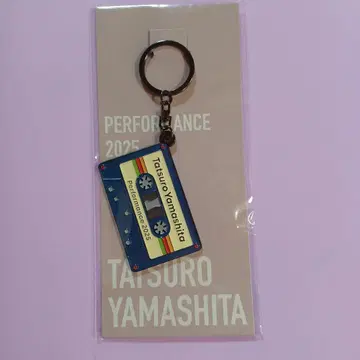 PERFORMANCE
2025
Tatsuro Yamashita
Performance 2025
TATSURO
YAMASHITA